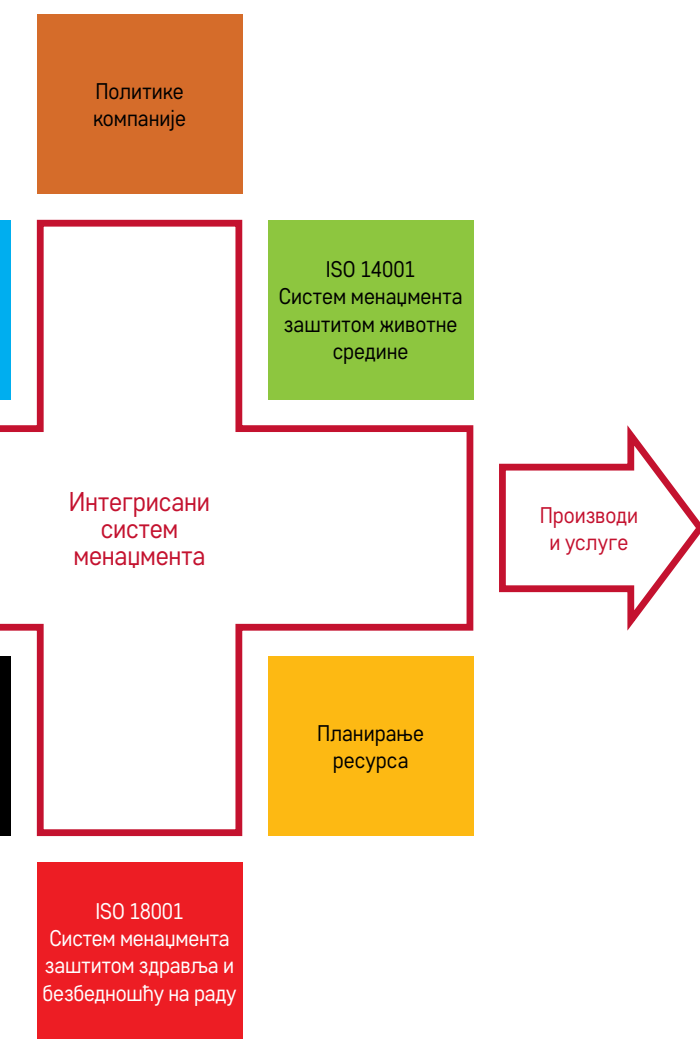 Политике
компаније
ISO 14001
Систем менаџмента
заштитом животне
средине
Интегрисани
систем
менаџмента
Производи
и услуге
Планирање
ресурса
ISO 18001
Систем менаџмента
заштитом здравља и
безбедношћу на раду